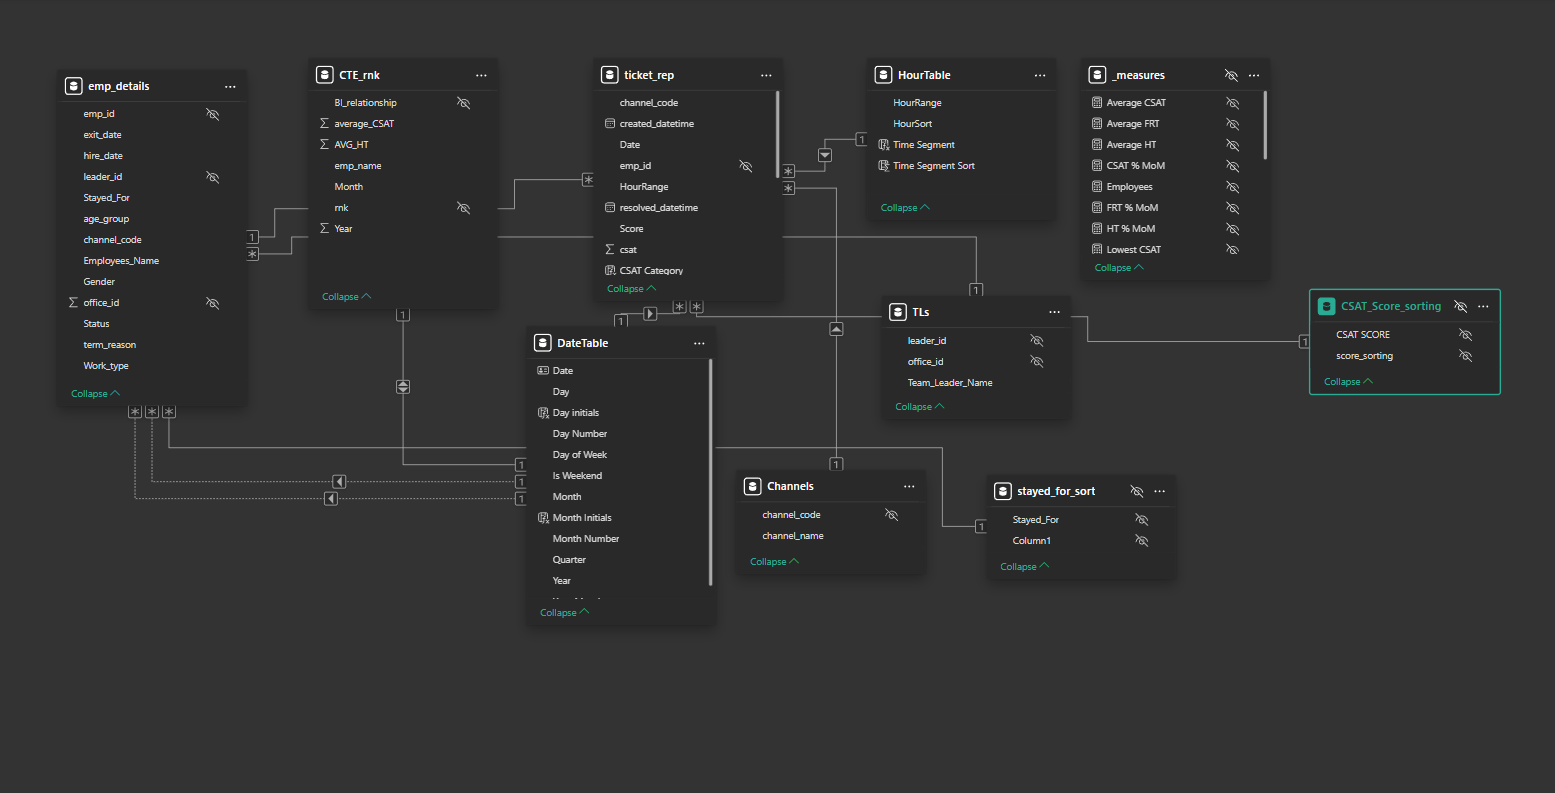 emp_details
emp_id
exit_date
hire_date
leader_id
Stayed_For
age_group
channel_code
Employees_Name
Gender
office_id
Status
term_reason
Work_type
Collapse
CTE_rnk
BI_relationship
average_CSAT
AVG_HT
emp_name
Month
rnk
Year
Collapse
ticket_rep
channel_code
created_datetime
Date
emp_id
HourRange
resolved_datetime
Score
csat
CSAT Category
Collapse
HourTable
HourRange
HourSort
Time Segment
Time Segment Sort
Collapse
_measures
Average CSAT
Average FRT
Average HT
CSAT % MoM
Employees
FRT % MoM
HT % MoM
Lowest CSAT
Collapse
CSAT_Score_sorting
CSAT SCORE
score_sorting
Collapse
TLs
leader_id
office_id
Team_Leader_Name
Collapse
DateTable
Date
Day
Day initials
Day Number
Day of Week
Is Weekend
Month
Month Initials
Month Number
Quarter
Year
Collapse
Channels
channel_code
channel_name
Collapse
stayed_for_sort
Stayed_For
Column1
Collapse
1
*
1
*
1
*
*
1
*
*
1
1
1
1
1
1
1
1
*
*
*